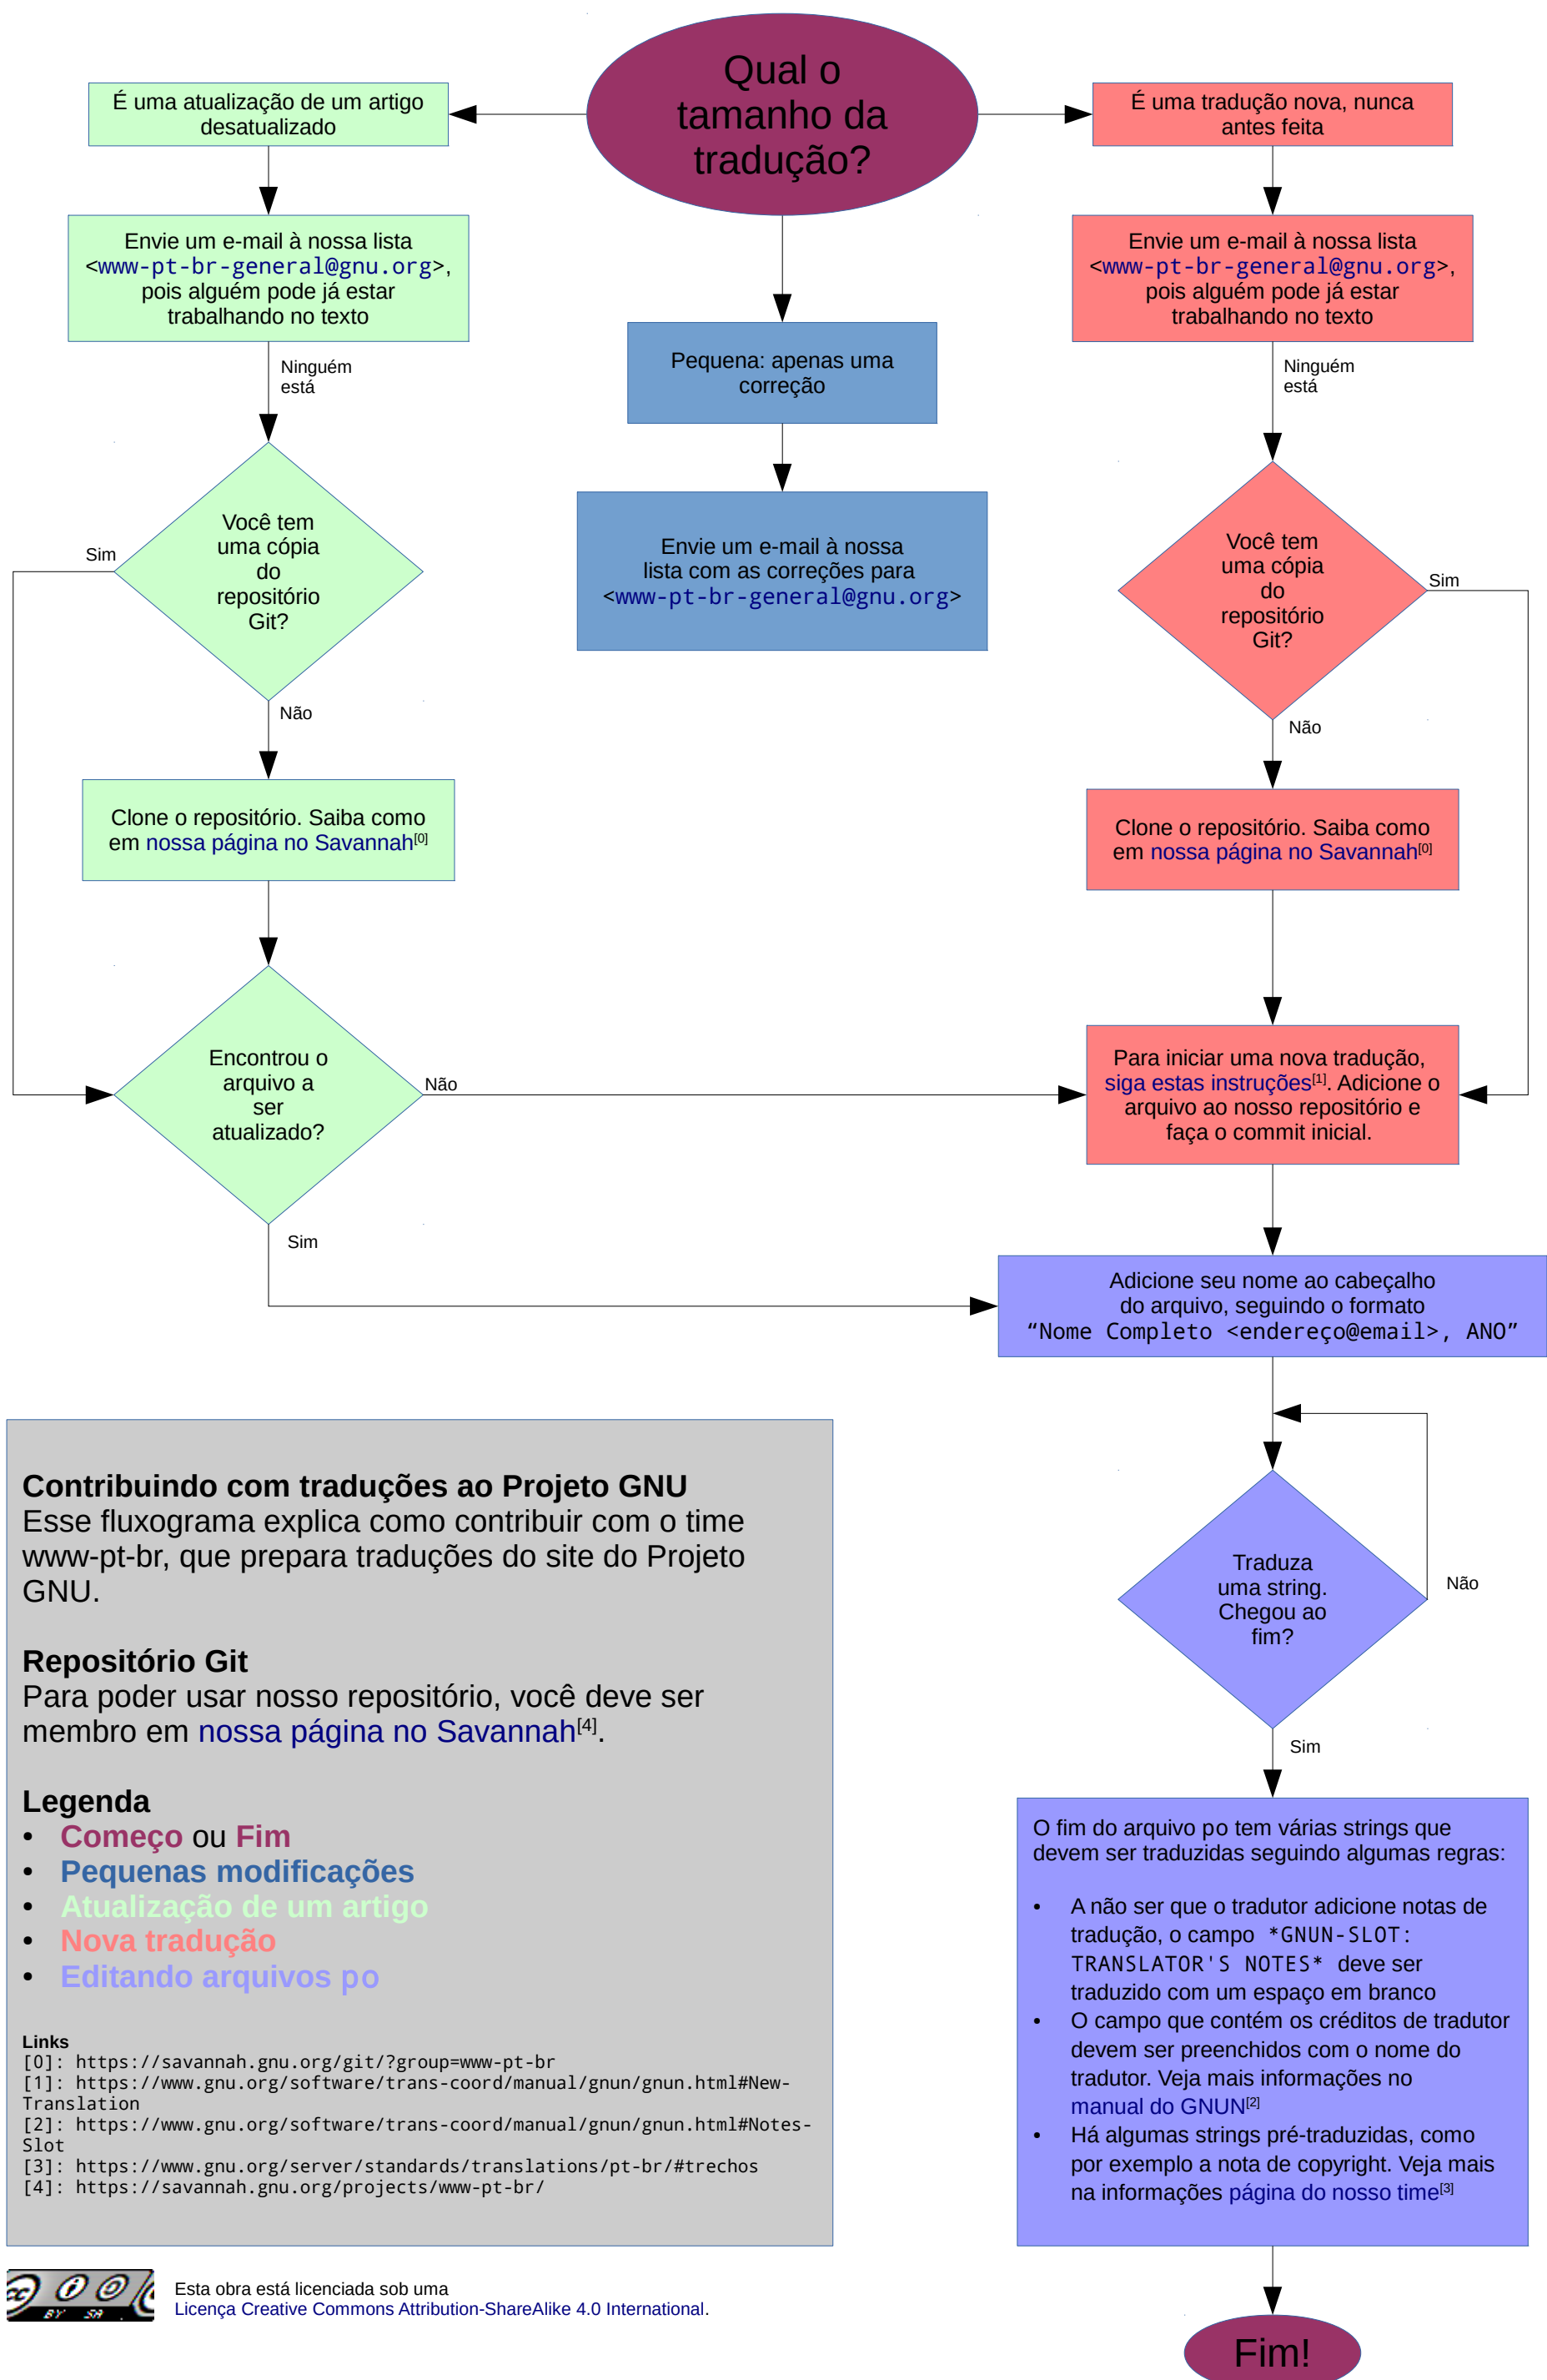 Qual o
tamanho da
tradução?
É uma atualização de um artigo
desatualizado
É uma tradução nova, nunca
antes feita
Envie um e-mail à nossa lista
<www-pt-br-general@gnu.org>,
pois alguém pode já estar
trabalhando no texto
Envie um e-mail à nossa lista
<www-pt-br-general@gnu.org>,
pois alguém pode já estar
trabalhando no texto
Pequena: apenas uma
correção
Ninguém
está
Ninguém
está
Envie um e-mail à nossa
lista com as correções para
<www-pt-br-general@gnu.org>
Você tem
uma cópia
do
repositório
Git?
Sim
Não
Você tem
uma cópia
do
repositório
Git?
Sim
Não
Clone o repositório. Saiba como
em nossa página no Savannah[0]
Clone o repositório. Saiba como
em nossa página no Savannah[0]
Encontrou o
arquivo a
ser
atualizado?
Não
Sim
Para iniciar uma nova tradução,
siga estas instruções[1]. Adicione o
arquivo ao nosso repositório e
faça o commit inicial.
Adicione seu nome ao cabeçalho
do arquivo, seguindo o formato
“Nome Completo <endereço@email>, ANO”
Traduza
uma string.
Chegou ao
fim?
Não
Sim
O fim do arquivo po tem várias strings que
devem ser traduzidas seguindo algumas regras:
• A não ser que o tradutor adicione notas de
tradução, o campo *GNUN-SLOT:
TRANSLATOR'S NOTES* deve ser
traduzido com um espaço em branco
• O campo que contém os créditos de tradutor
devem ser preenchidos com o nome do
tradutor. Veja mais informações no
manual do GNUN[2]
• Há algumas strings pré-traduzidas, como
por exemplo a nota de copyright. Veja mais
na informações página do nosso time[3]
Fim!
Contribuindo com traduções ao Projeto GNU
Esse fluxograma explica como contribuir com o time
www-pt-br, que prepara traduções do site do Projeto
GNU.
Repositório Git
Para poder usar nosso repositório, você deve ser
membro em nossa página no Savannah[4].
Legenda
• Começo ou Fim
• Pequenas modificações
• Atualização de um artigo
• Nova tradução
• Editando arquivos po
Links
[0]: https://savannah.gnu.org/git/?group=www-pt-br
[1]: https://www.gnu.org/software/trans-coord/manual/gnun/gnun.html#New-
Translation
[2]: https://www.gnu.org/software/trans-coord/manual/gnun/gnun.html#Notes-
Slot
[3]: https://www.gnu.org/server/standards/translations/pt-br/#trechos
[4]: https://savannah.gnu.org/projects/www-pt-br/
cc
BY SA
Esta obra está licenciada sob uma
Licença Creative Commons Attribution-ShareAlike 4.0 International.